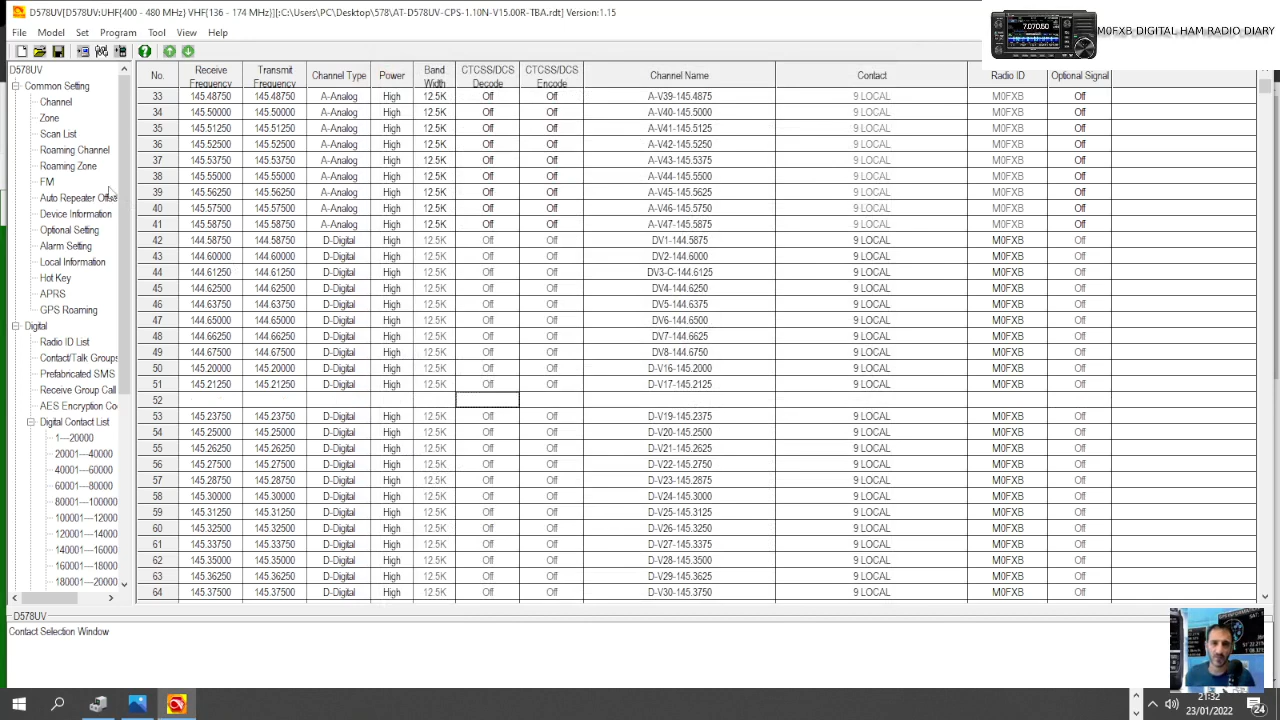 D578UV{D578UV:UHF{400 - 480 MHz} VHF{136 - 174 MHz}}[:C:\Users\PC\Desktop\578\AT-D578UV-CPS-1.10N-V15.00R-TBA.rdt] Version:1.15
File Model Set Program Tool View Help
7.070.50
M0FXB DIGITAL HAM RADIO DIARY
D578UV
Common Setting
Channel
Zone
Scan List
Roaming Channel
Roaming Zone
FM
Auto Repeater Offse
Device Information
Optional Setting
Alarm Setting
Local Information
Hot Key
APRS
GPS Roaming
Digital
Radio ID List
Contact/Talk Groups
Prefabricated SMS
Receive Group Call
AES Encryption Co
Digital Contact List
1---20000
20001---40000
40001---60000
60001---80000
80001---100000
100001---12000
120001---14000
140001---16000
160001---18000
180001---20000
No. Receive Frequency Transmit Frequency Channel Type Power Band Width CTCSS/DCS Decode CTCSS/DCS Encode Channel Name Contact Radio ID Optional Signal
33 145.48750 145.48750 A-Analog High 12.5K Off Off A-V39-145.4875 9 LOCAL M0FXB Off
34 145.50000 145.50000 A-Analog High 12.5K Off Off A-V40-145.5000 9 LOCAL M0FXB Off
35 145.51250 145.51250 A-Analog High 12.5K Off Off A-V41-145.5125 9 LOCAL M0FXB Off
36 145.52500 145.52500 A-Analog High 12.5K Off Off A-V42-145.5250 9 LOCAL M0FXB Off
37 145.53750 145.53750 A-Analog High 12.5K Off Off A-V43-145.5375 9 LOCAL M0FXB Off
38 145.55000 145.55000 A-Analog High 12.5K Off Off A-V44-145.5500 9 LOCAL M0FXB Off
39 145.56250 145.56250 A-Analog High 12.5K Off Off A-V45-145.5625 9 LOCAL M0FXB Off
40 145.57500 145.57500 A-Analog High 12.5K Off Off A-V46-145.5750 9 LOCAL M0FXB Off
41 145.58750 145.58750 A-Analog High 12.5K Off Off A-V47-145.5875 9 LOCAL M0FXB Off
42 144.58750 144.58750 D-Digital High 12.5K Off Off DV1-144.5875 9 LOCAL M0FXB Off
43 144.60000 144.60000 D-Digital High 12.5K Off Off DV2-144.6000 9 LOCAL M0FXB Off
44 144.61250 144.61250 D-Digital High 12.5K Off Off DV3-C-144.6125 9 LOCAL M0FXB Off
45 144.62500 144.62500 D-Digital High 12.5K Off Off DV4-144.6250 9 LOCAL M0FXB Off
46 144.63750 144.63750 D-Digital High 12.5K Off Off DV5-144.6375 9 LOCAL M0FXB Off
47 144.65000 144.65000 D-Digital High 12.5K Off Off DV6-144.6500 9 LOCAL M0FXB Off
48 144.66250 144.66250 D-Digital High 12.5K Off Off DV7-144.6625 9 LOCAL M0FXB Off
49 144.67500 144.67500 D-Digital High 12.5K Off Off DV8-144.6750 9 LOCAL M0FXB Off
50 145.20000 145.20000 D-Digital High 12.5K Off Off D-V16-145.2000 9 LOCAL M0FXB Off
51 145.21250 145.21250 D-Digital High 12.5K Off Off D-V17-145.2125 9 LOCAL M0FXB Off
52
53 145.23750 145.23750 D-Digital High 12.5K Off Off D-V19-145.2375 9 LOCAL M0FXB Off
54 145.25000 145.25000 D-Digital High 12.5K Off Off D-V20-145.2500 9 LOCAL M0FXB Off
55 145.26250 145.26250 D-Digital High 12.5K Off Off D-V21-145.2625 9 LOCAL M0FXB Off
56 145.27500 145.27500 D-Digital High 12.5K Off Off D-V22-145.2750 9 LOCAL M0FXB Off
57 145.28750 145.28750 D-Digital High 12.5K Off Off D-V23-145.2875 9 LOCAL M0FXB Off
58 145.30000 145.30000 D-Digital High 12.5K Off Off D-V24-145.3000 9 LOCAL M0FXB Off
59 145.31250 145.31250 D-Digital High 12.5K Off Off D-V25-145.3125 9 LOCAL M0FXB Off
60 145.32500 145.32500 D-Digital High 12.5K Off Off D-V26-145.3250 9 LOCAL M0FXB Off
61 145.33750 145.33750 D-Digital High 12.5K Off Off D-V27-145.3375 9 LOCAL M0FXB Off
62 145.35000 145.35000 D-Digital High 12.5K Off Off D-V28-145.3500 9 LOCAL M0FXB Off
63 145.36250 145.36250 D-Digital High 12.5K Off Off D-V29-145.3625 9 LOCAL M0FXB Off
64 145.37500 145.37500 D-Digital High 12.5K Off Off D-V30-145.3750 9 LOCAL M0FXB Off
D578UV
Contact Selection Window
21:32
23/01/2022
24